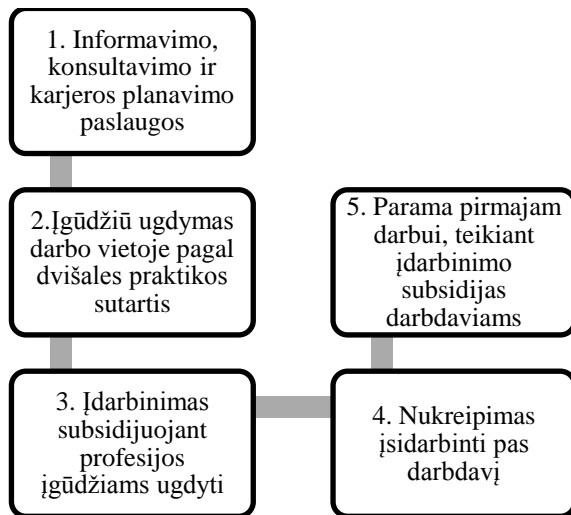 1. Informavimo,
konsultavimo ir
karjeros planavimo
paslaugos
2.Įgūdžiū ugdymas
darbo vietoje pagal
dvišales praktikos
sutartis
3. Įdarbinimas
subsidijuojant
profesijos
įgūdžiams ugdyti
4. Nukreipimas
įsidarbinti pas
darbdavį
5. Parama pirmajam
darbui, teikiant
įdarbinimo
subsidijas
darbdaviams